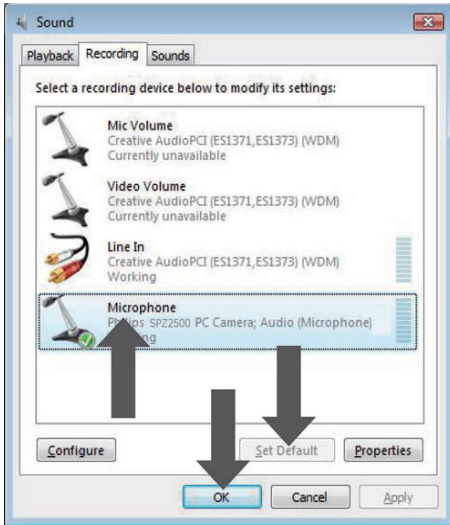 Sound
Playback Recording Sounds
Select a recording device below to modify its settings:
Mic Volume
Creative AudioPCI (ES1371,ES1373) (WDM)
Currently unavailable
Video Volume
Creative AudioPCI (ES1371,ES1373) (WDM)
Currently unavailable
Line In
Creative AudioPCI (ES1371,ES1373) (WDM)
Working
Microphone
SPZ2500 PC Camera; Audio (Microphone)
Configure Set Default Properties
OK Cancel Apply